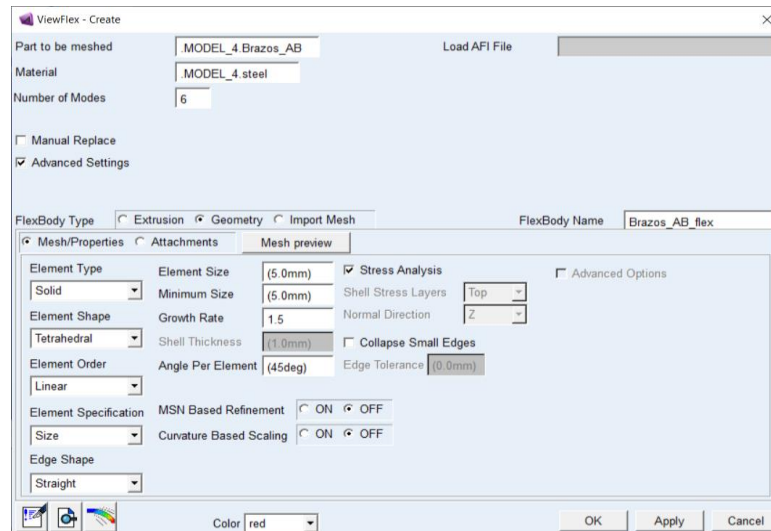 ViewFlex - Create
Part to be meshed .MODEL_4.Brazos_AB Load AFI File
Material .MODEL_4.steel
Number of Modes 6
Manual Replace
Advanced Settings
FlexBody Type Extrusion Geometry Import Mesh FlexBody Name Brazos_AB_flex
Mesh/Properties Attachments Mesh preview
Element Type Element Size (5.0mm) Stress Analysis Advanced Options
Solid Minimum Size (5.0mm) Shell Stress Layers Top
Element Shape Growth Rate 1.5 Normal Direction Z
Tetrahedral Shell Thickness (1.0mm) Collapse Small Edges
Element Order Angle Per Element (45deg) Edge Tolerance (0.0mm)
Linear
Element Specification MSN Based Refinement ON OFF
Size Curvature Based Scaling ON OFF
Edge Shape
Straight
Color red OK Apply Cancel